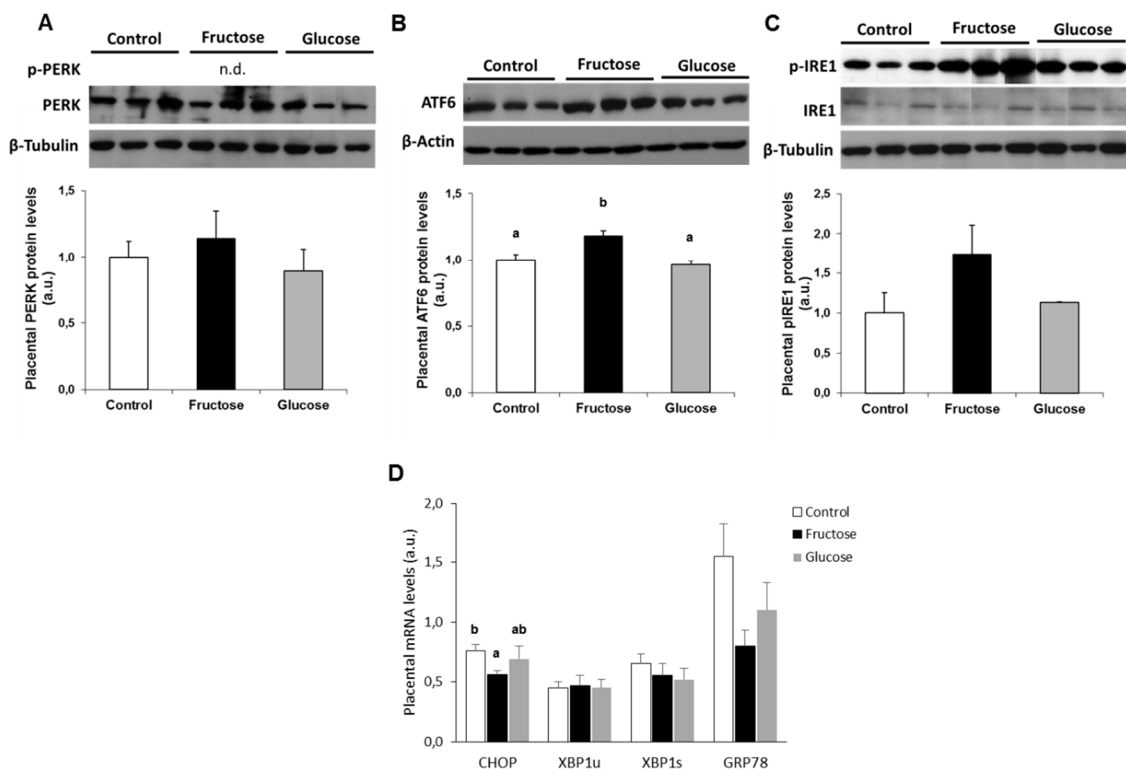 A
Control Fructose Glucose
p-PERK n.d.
PERK
β-Tubulin
Placental PERK protein levels
(a.u.)
1,5
1,0
0,5
0,0
Control Fructose Glucose
B
Control Fructose Glucose
ATF6
β-Actin
Placental ATF6 protein levels
(a.u.)
1,5
1,0
0,5
0,0
a b a
Control Fructose Glucose
C
Control Fructose Glucose
p-IRE1
IRE1
β-Tubulin
Placental pIRE1 protein levels
(a.u.)
2,5
2,0
1,5
1,0
0,5
0,0
Control Fructose Glucose
D
Placental mRNA levels (a.u.)
2,0
1,5
1,0
0,5
0,0
b a ab
CHOP XBP1u XBP1s GRP78
Control
Fructose
Glucose